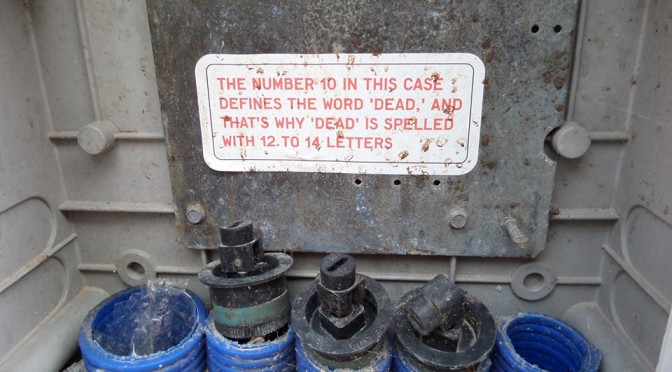 THE NUMBER 10 IN THIS CASE
DEFINES THE WORD 'DEAD,' AND
THAT'S WHY 'DEAD' IS SPELLED
WITH 12 TO 14 LETTERS